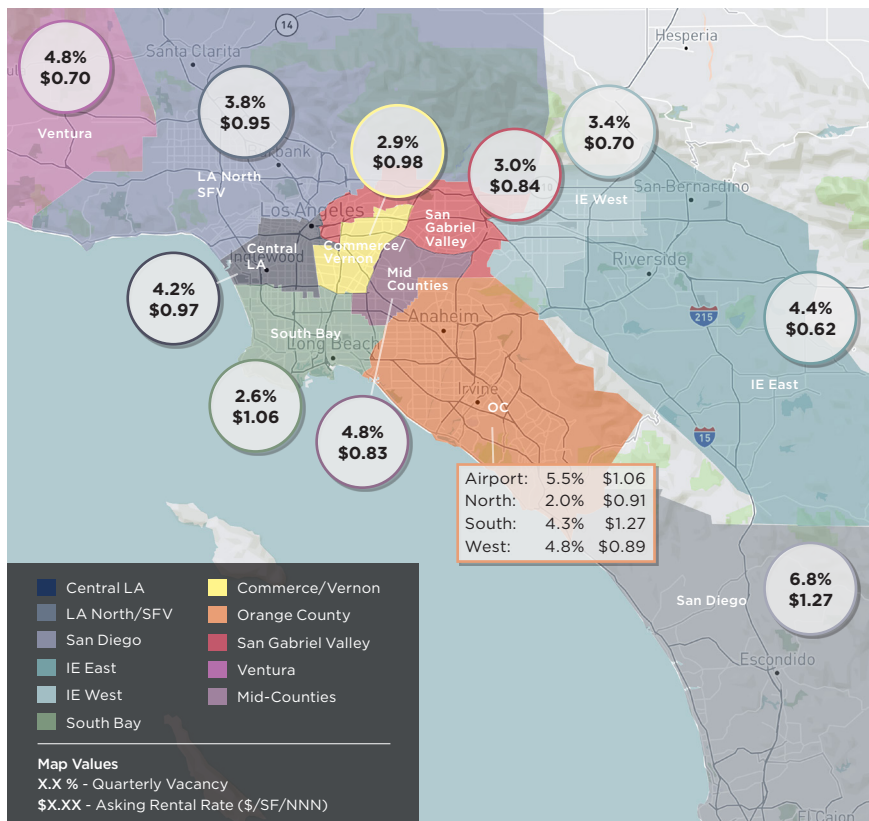 14
Hesperia
Santa Clarita
4.8%
$0.70
Ventura
3.8%
$0.95
2.9%
$0.98
3.4%
$0.70
3.0%
$0.84
LA North
SFV
San Bernardino
IE West
Los Angeles
San
Gabriel
Valley
Commerce/
Vernon
Central
LA
Inglewood
Mid
Counties
Riverside
4.2%
$0.97
Anaheim
215
4.4%
$0.62
South Bay
Long Beach
IE East
Irvine
OC
2.6%
$1.06
4.8%
$0.83
15
Airport: 5.5% $1.06
North: 2.0% $0.91
South: 4.3% $1.27
West: 4.8% $0.89
6.8%
$1.27
San Diego
Escondido
El Cajon
Central LA
LA North/SFV
San Diego
IE East
IE West
South Bay
Commerce/Vernon
Orange County
San Gabriel Valley
Ventura
Mid-Counties
Map Values
X.X % - Quarterly Vacancy
$X.XX - Asking Rental Rate ($/SF/NNN)